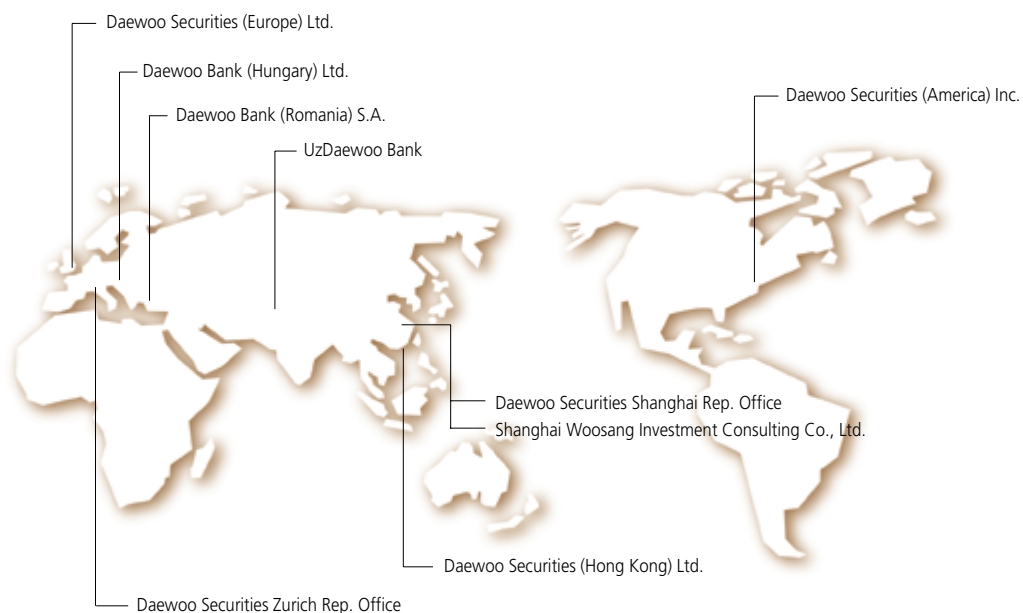 Daewoo Securities (Europe) Ltd.
Daewoo Bank (Hungary) Ltd.
Daewoo Securities (America) Inc.
Daewoo Bank (Romania) S.A.
UzDaewoo Bank
Daewoo Securities Shanghai Rep. Office
Shanghai Woosang Investment Consulting Co., Ltd.
Daewoo Securities (Hong Kong) Ltd.
Daewoo Securities Zurich Rep. Office